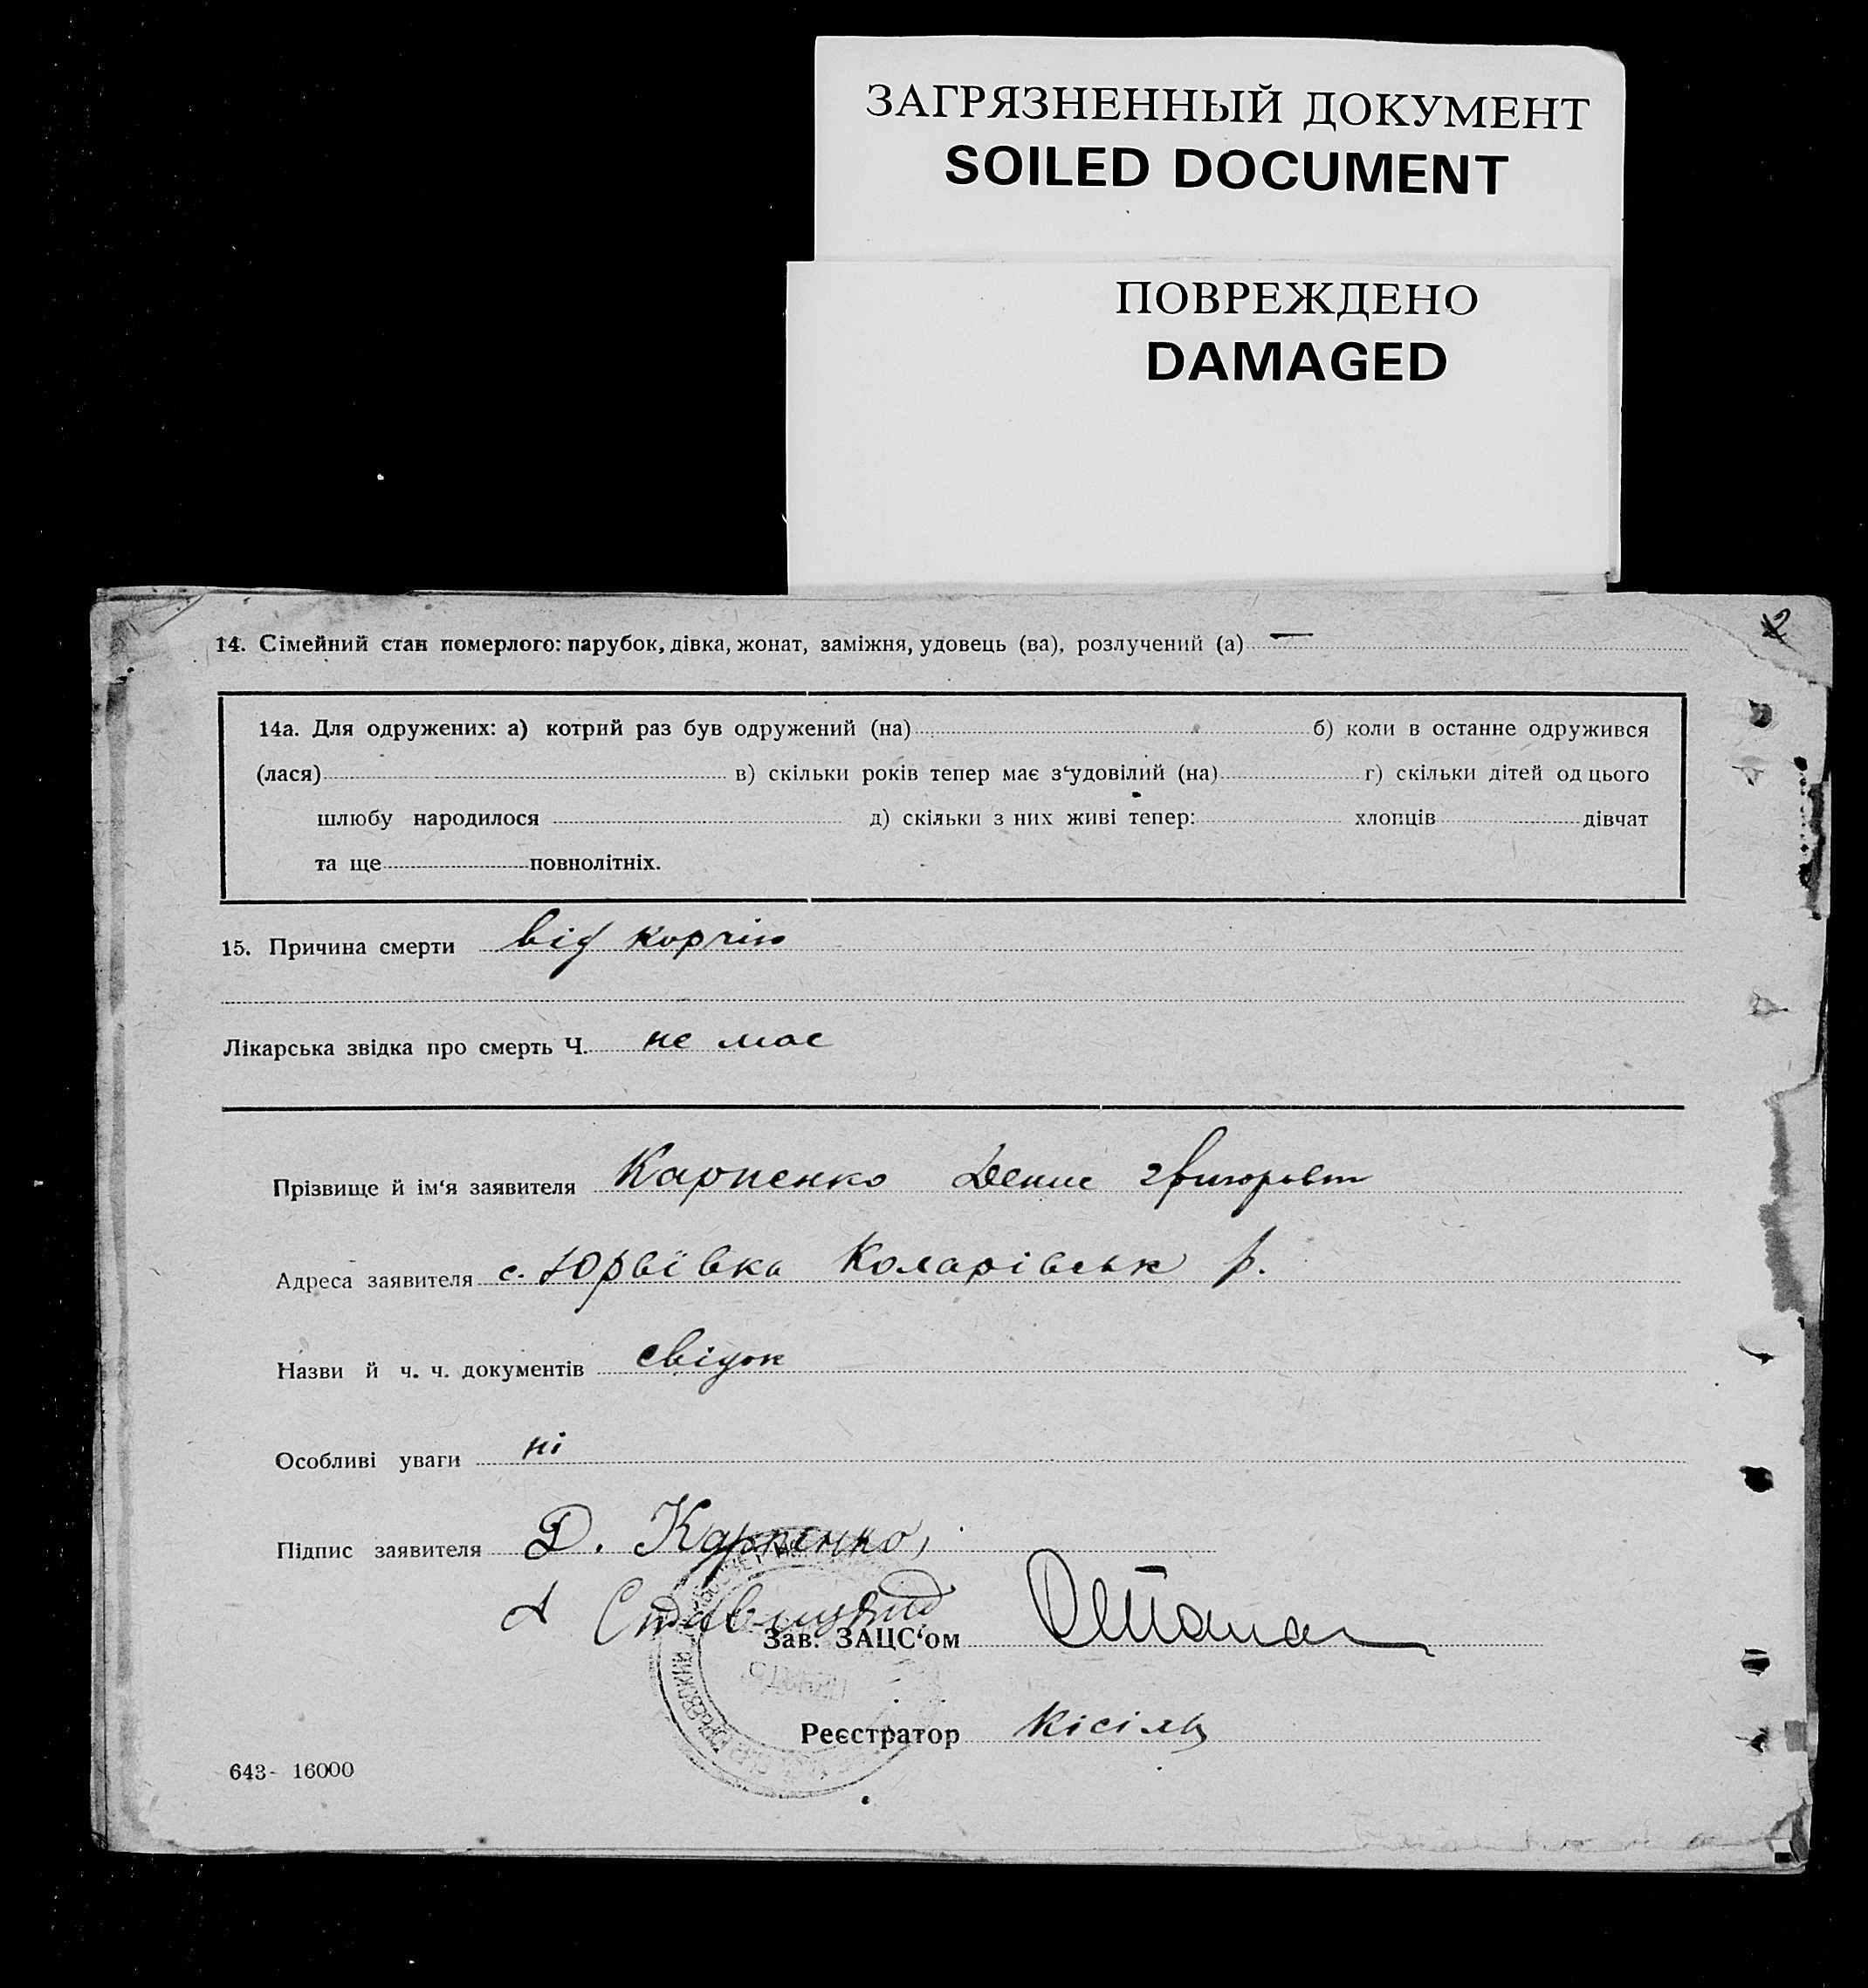 ЗАГРЯЗНЕННЫЙ ДОКУМЕНТ
SOILED DOCUMENT
ПОВРЕЖДЕНО
DAMAGED
2
14. Сімейний стан померлого: парубок, дівка, жонат, заміжня, удовець (ва), розлучений (а) —
14а. Для одружених: а) котрий раз був одружений (на) б) коли в останне одружився
(лася) в) скільки років тепер має з‘удовілий (на) г) скільки дітей од цього
шлюбу народилося д) скільки з них живі тепер: хлопців дівчат
та ще повнолітніх.
15. Причина смерти від корчію
Лікарська звідка про смерть Ч. не має
Прізвище й ім‘я заявителя Карпенко Денис
Адреса заявителя с. Юрвівка Коларівськ р.
Назви й ч. ч. документів свідок
Особливі уваги ні
Підпис заявителя Д. Карпенко,
Зав. ЗАЦС‘ом
Реєстратор Кісіль
643- 16000